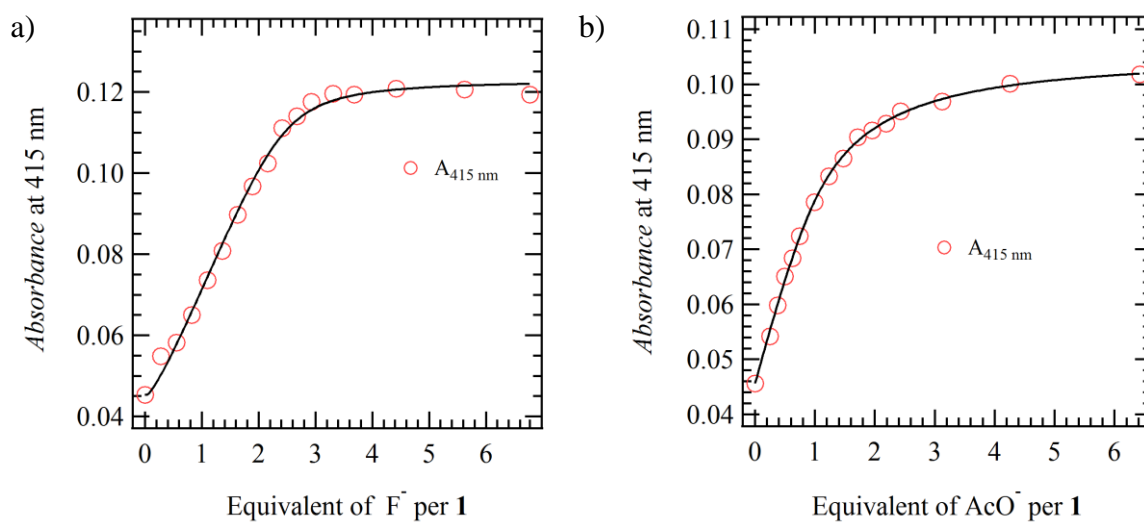 a)
Absorbance at 415 nm
0.12
0.10
0.08
0.06
0.04
A415 nm
0 1 2 3 4 5 6
Equivalent of F- per 1
b)
Absorbance at 415 nm
0.11
0.10
0.09
0.08
0.07
0.06
0.05
0.04
A415 nm
0 1 2 3 4 5 6
Equivalent of AcO- per 1